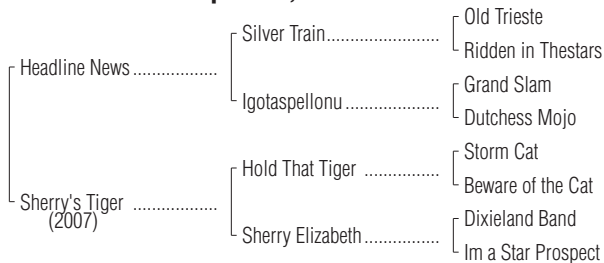 Old Trieste
Silver Train
Ridden in Thestars
Headline News
Grand Slam
Igotaspellonu
Dutchess Mojo
Storm Cat
Hold That Tiger
Beware of the Cat
Sherry's Tiger
(2007)
Dixieland Band
Sherry Elizabeth
Im a Star Prospect